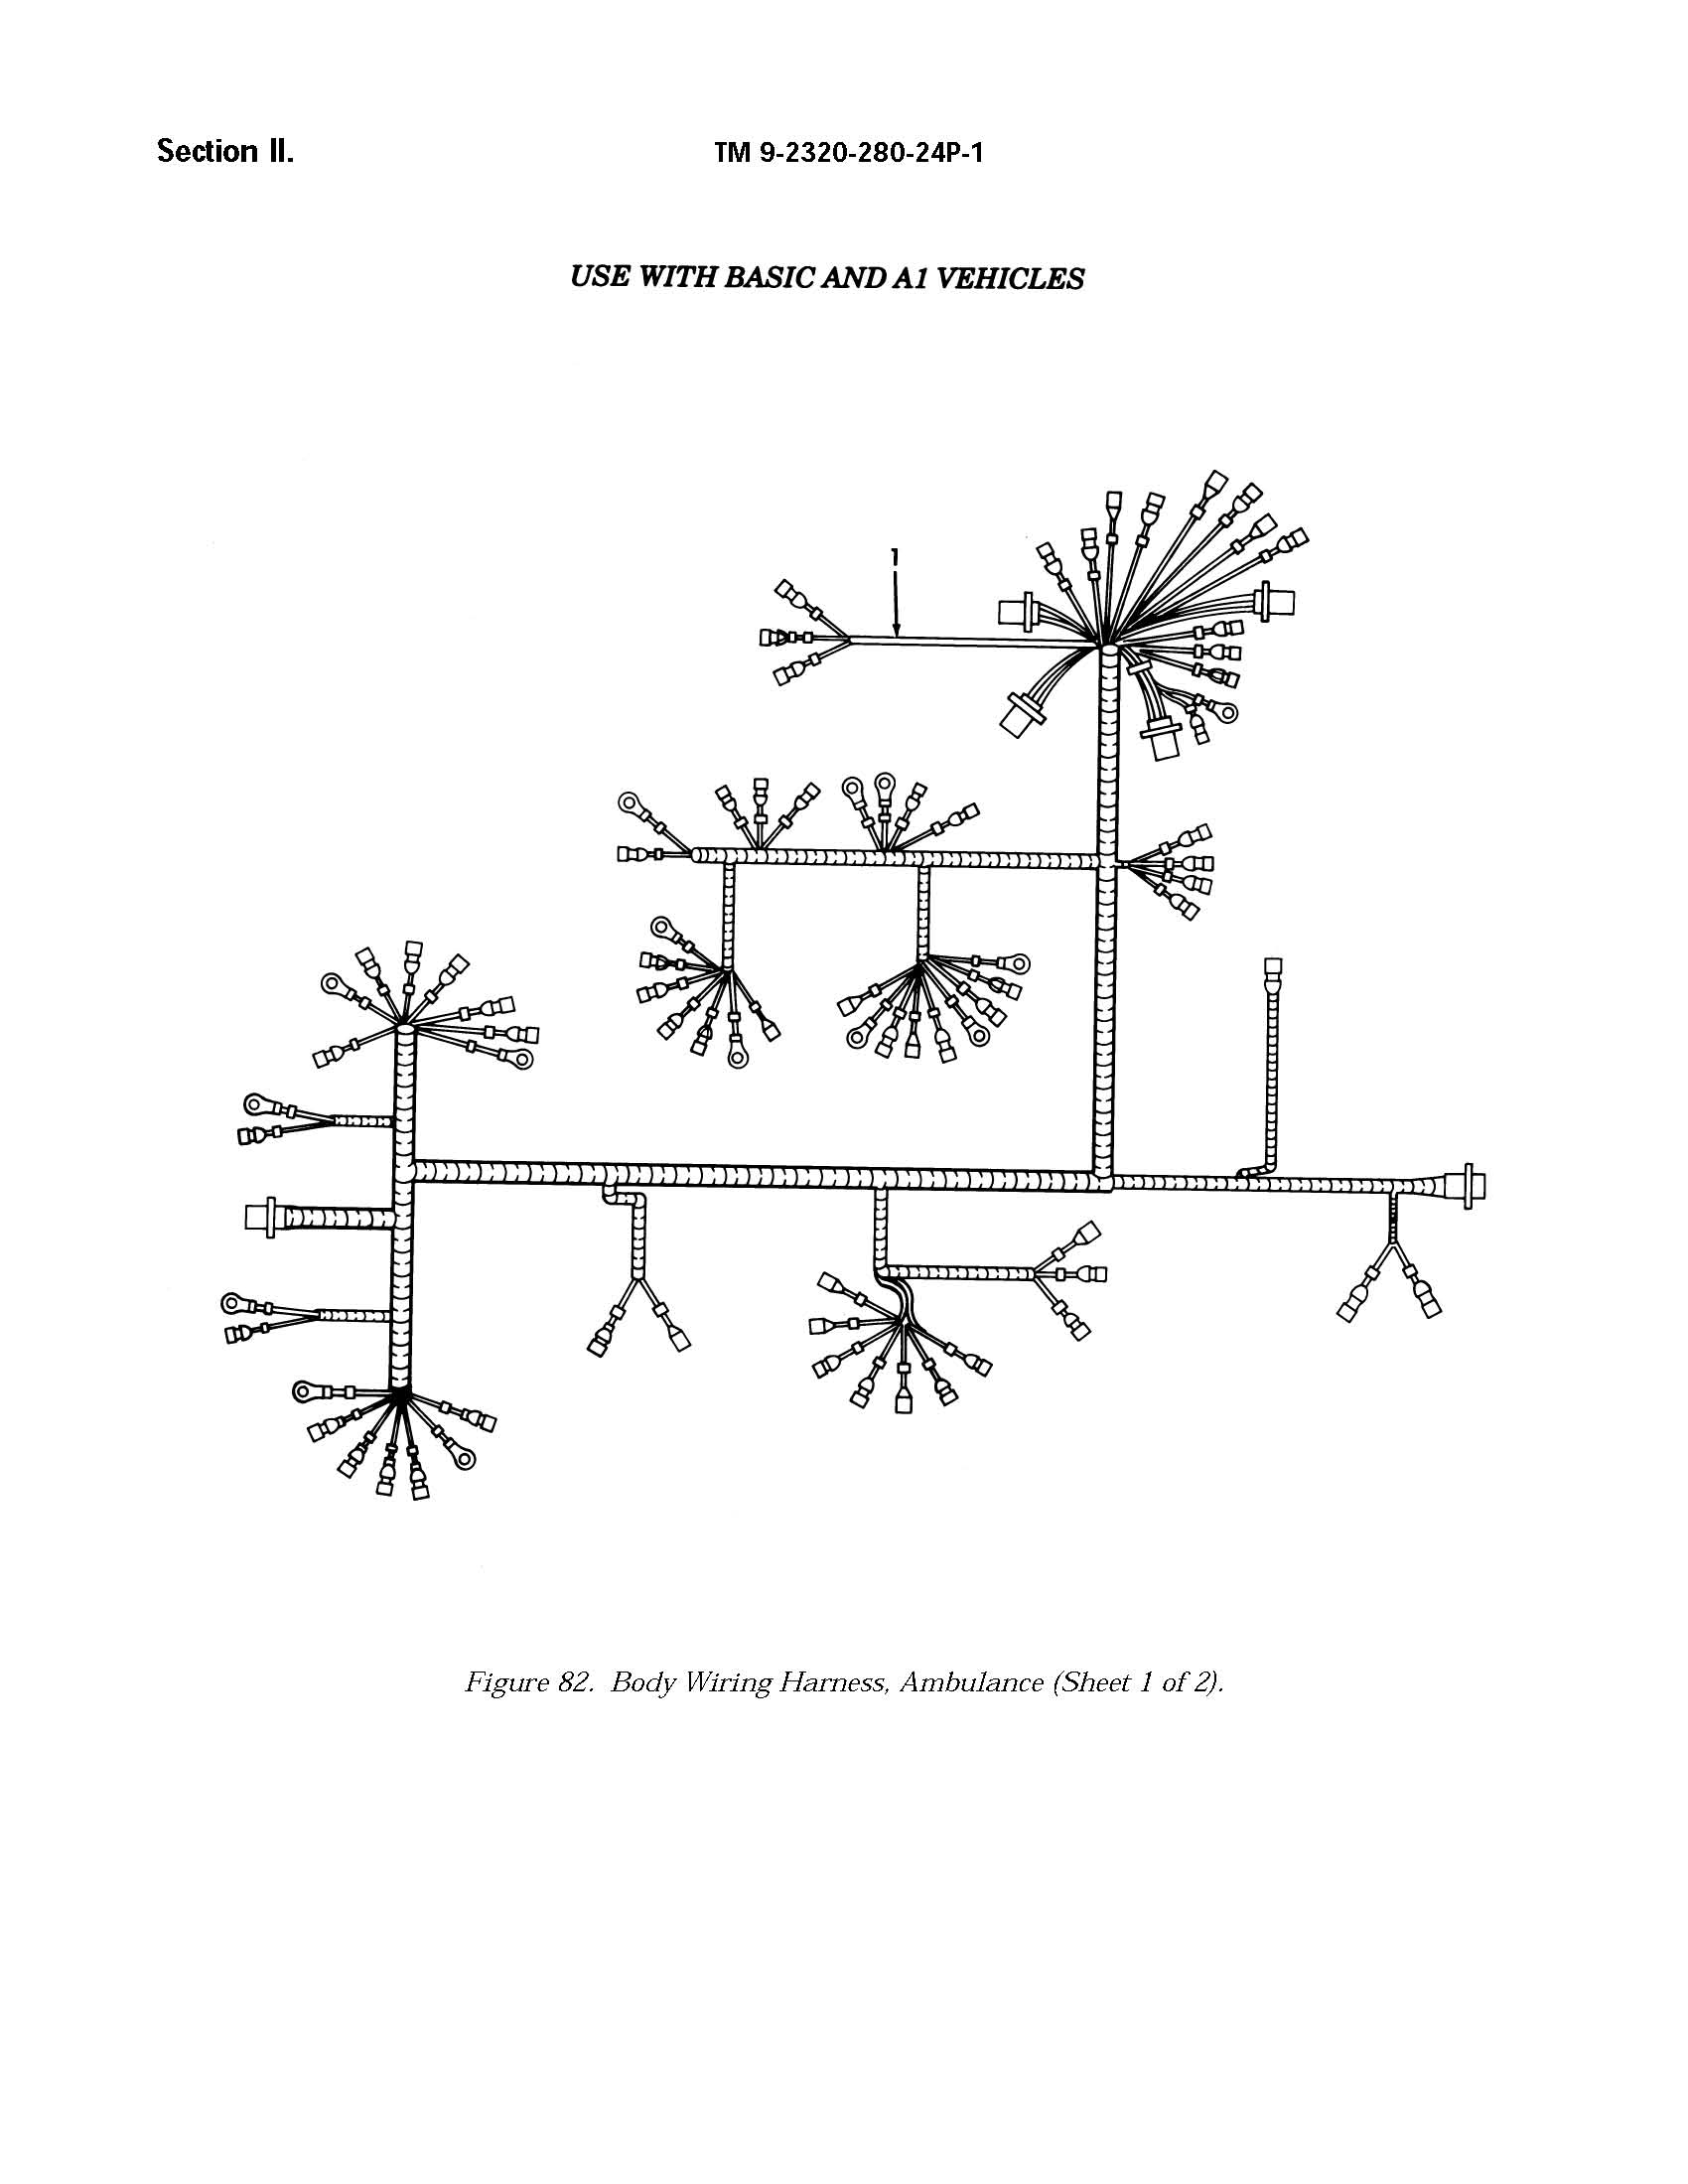 Section II.
TM 9-2320-280-24P-1
USE WITH BASIC AND A1 VEHICLES
1
Figure 82. Body Wiring Harness, Ambulance (Sheet 1 of 2).